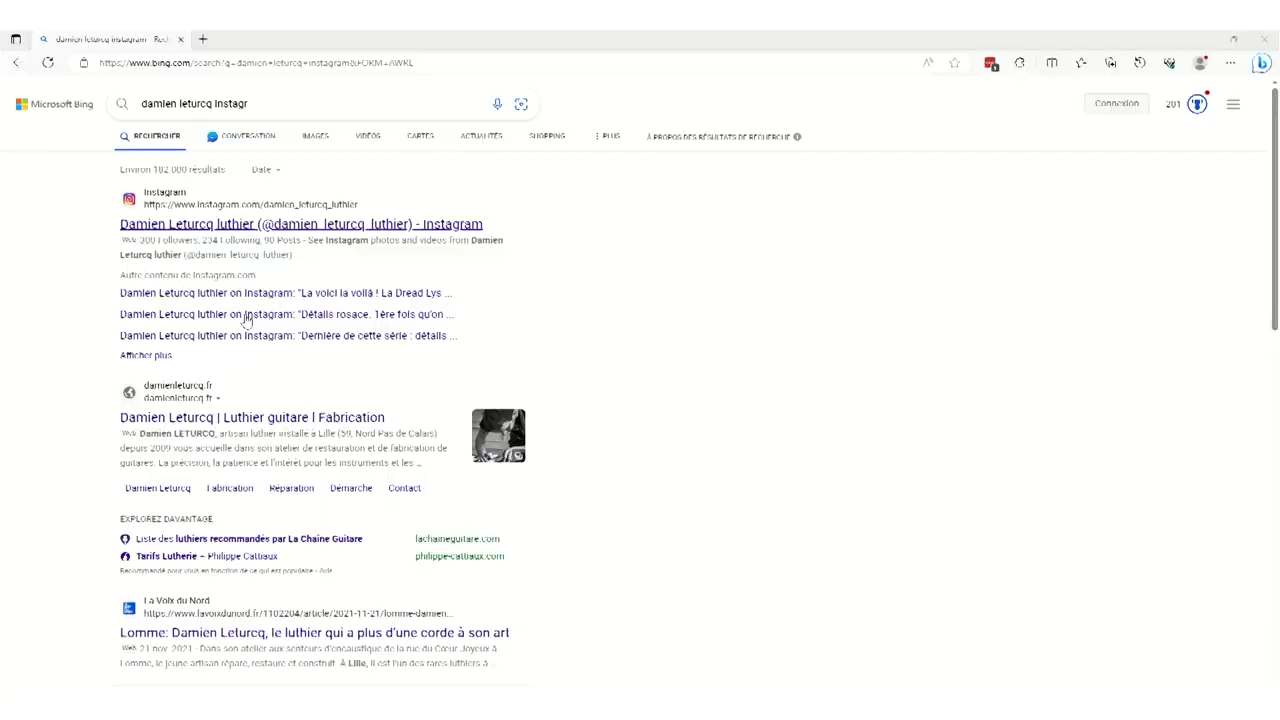 damien leturcq instagram - Rech
https://www.bing.com/search?q=damien+leturcq+instagram&FORM=AWRL
Microsoft Bing
damien leturcq instagr
Connexion
201
RECHERCHER
CONVERSATION
IMAGES
VIDÉOS
CARTES
ACTUALITÉS
SHOPPING
PLUS
À PROPOS DES RÉSULTATS DE RECHERCHE
Environ 182 000 résultats
Date
Instagram
https://www.instagram.com/damien_leturcq_luthier
Damien Leturcq luthier (@damien_leturcq_luthier) - Instagram
Web 300 Followers, 234 Following, 90 Posts - See Instagram photos and videos from Damien
Leturcq luthier (@damien_leturcq_luthier)
Autre contenu de instagram.com
Damien Leturcq luthier on Instagram: "La voici la voilà ! La Dread Lys ...
Damien Leturcq luthier on Instagram: "Détails rosace. 1ère fois qu'on ...
Damien Leturcq luthier on Instagram: "Dernière de cette série : détails ...
Afficher plus
damienleturcq.fr
damienleturcq.fr
Damien Leturcq | Luthier guitare l Fabrication
Web Damien LETURCQ, artisan luthier installé à Lille (59, Nord Pas de Calais)
depuis 2009 vous accueille dans son atelier de restauration et de fabrication de
guitares. La précision, la patience et l'intérêt pour les instruments et les ...
Damien Leturcq
Fabrication
Réparation
Démarche
Contact
EXPLOREZ DAVANTAGE
Liste des luthiers recommandés par La Chaine Guitare
lachaineguitare.com
Tarifs Lutherie – Philippe Cattiaux
philippe-cattiaux.com
Recommandé pour vous en fonction de ce qui est populaire • Avis
La Voix du Nord
https://www.lavoixdunord.fr/1102204/article/2021-11-21/lomme-damien...
Lomme: Damien Leturcq, le luthier qui a plus d'une corde à son art
Web 21 nov. 2021 · Dans son atelier aux senteurs d'encaustique de la rue du Cœur Joyeux à
Lomme, le jeune artisan répare, restaure et construit. À Lille, il est l'un des rares luthiers à ...